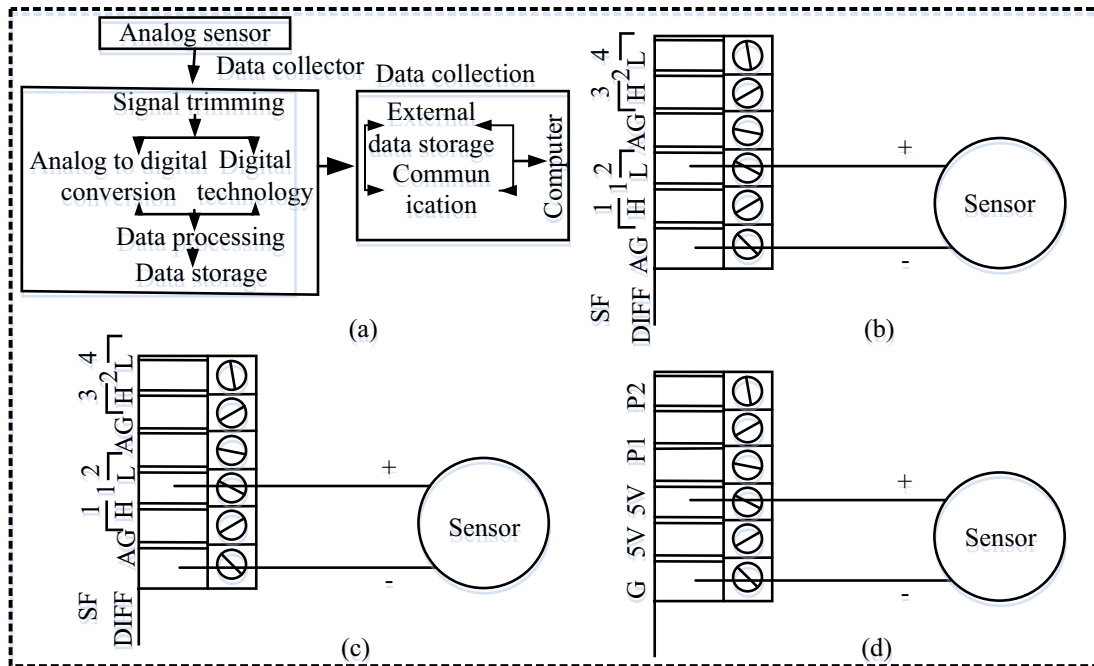 Analog sensor
Data collector
Signal trimming
Analog to digital
conversion
Digital
technology
Data processing
Data storage
Data collection
External
data storage
Commun
ication
Computer
(a)
4
3
2
1
L
2
H
AG
L
1
H
AG
SF
DIFF
+
-
Sensor
(b)
4
3
2
1
L
2
H
AG
L
1
H
AG
SF
DIFF
+
-
Sensor
(c)
P2
P1
5V
5V
G
+
-
Sensor
(d)